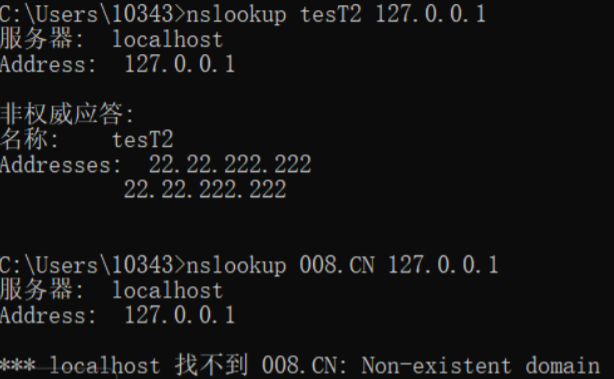 C:\Users\10343>nslookup tesT2 127.0.0.1
服务器:  localhost
Address:  127.0.0.1
非权威应答:
名称:    tesT2
Addresses:  22.22.222.222
22.22.222.222
C:\Users\10343>nslookup 008.CN 127.0.0.1
服务器:  localhost
Address:  127.0.0.1
*** localhost 找不到 008.CN: Non-existent domain